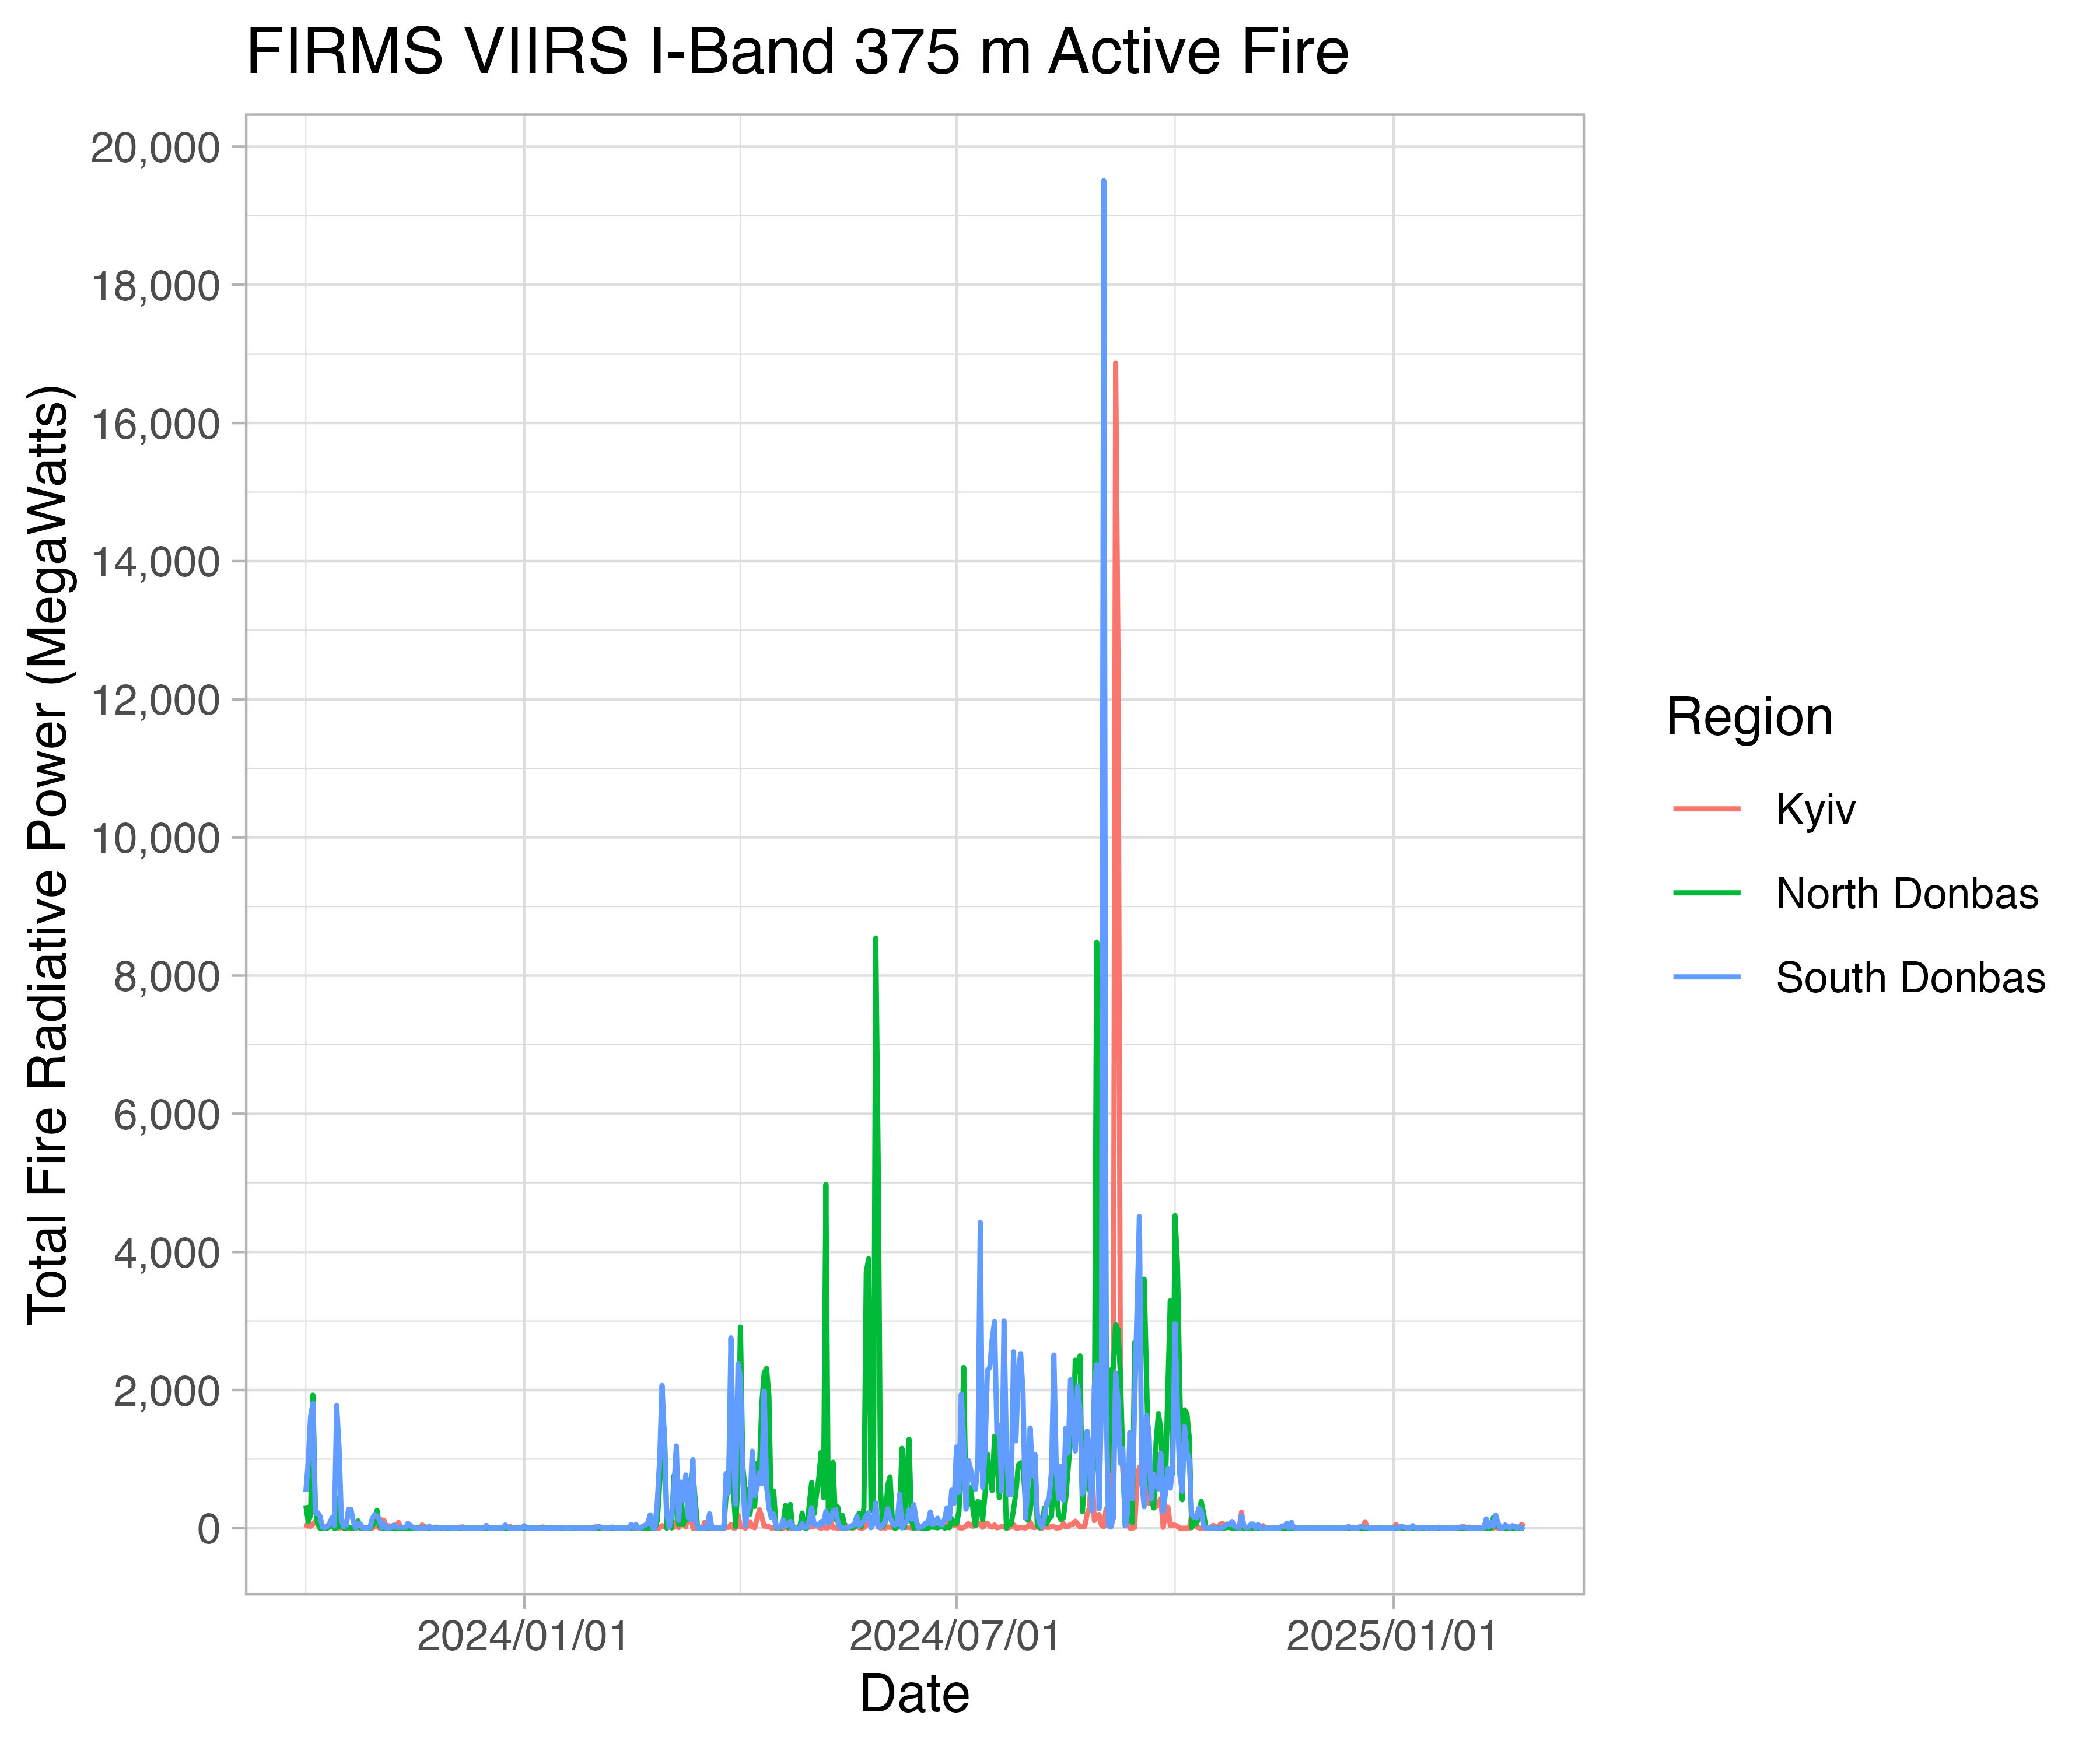 FIRMS VIIRS I-Band 375 m Active Fire
Total Fire Radiative Power (MegaWatts)
20,000
18,000
16,000
14,000
12,000
10,000
8,000
6,000
4,000
2,000
0
2024/01/01
2024/07/01
2025/01/01
Date
Region
Kyiv
North Donbas
South Donbas